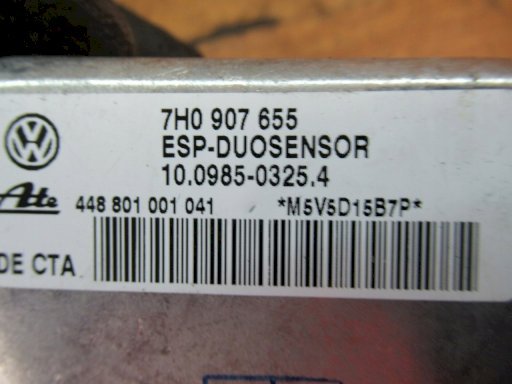 7H0 907 655
ESP-DUOSENSOR
10.0985-0325.4
Ate 448 801 001 041 *M5V5D15B7P*
DE CTA